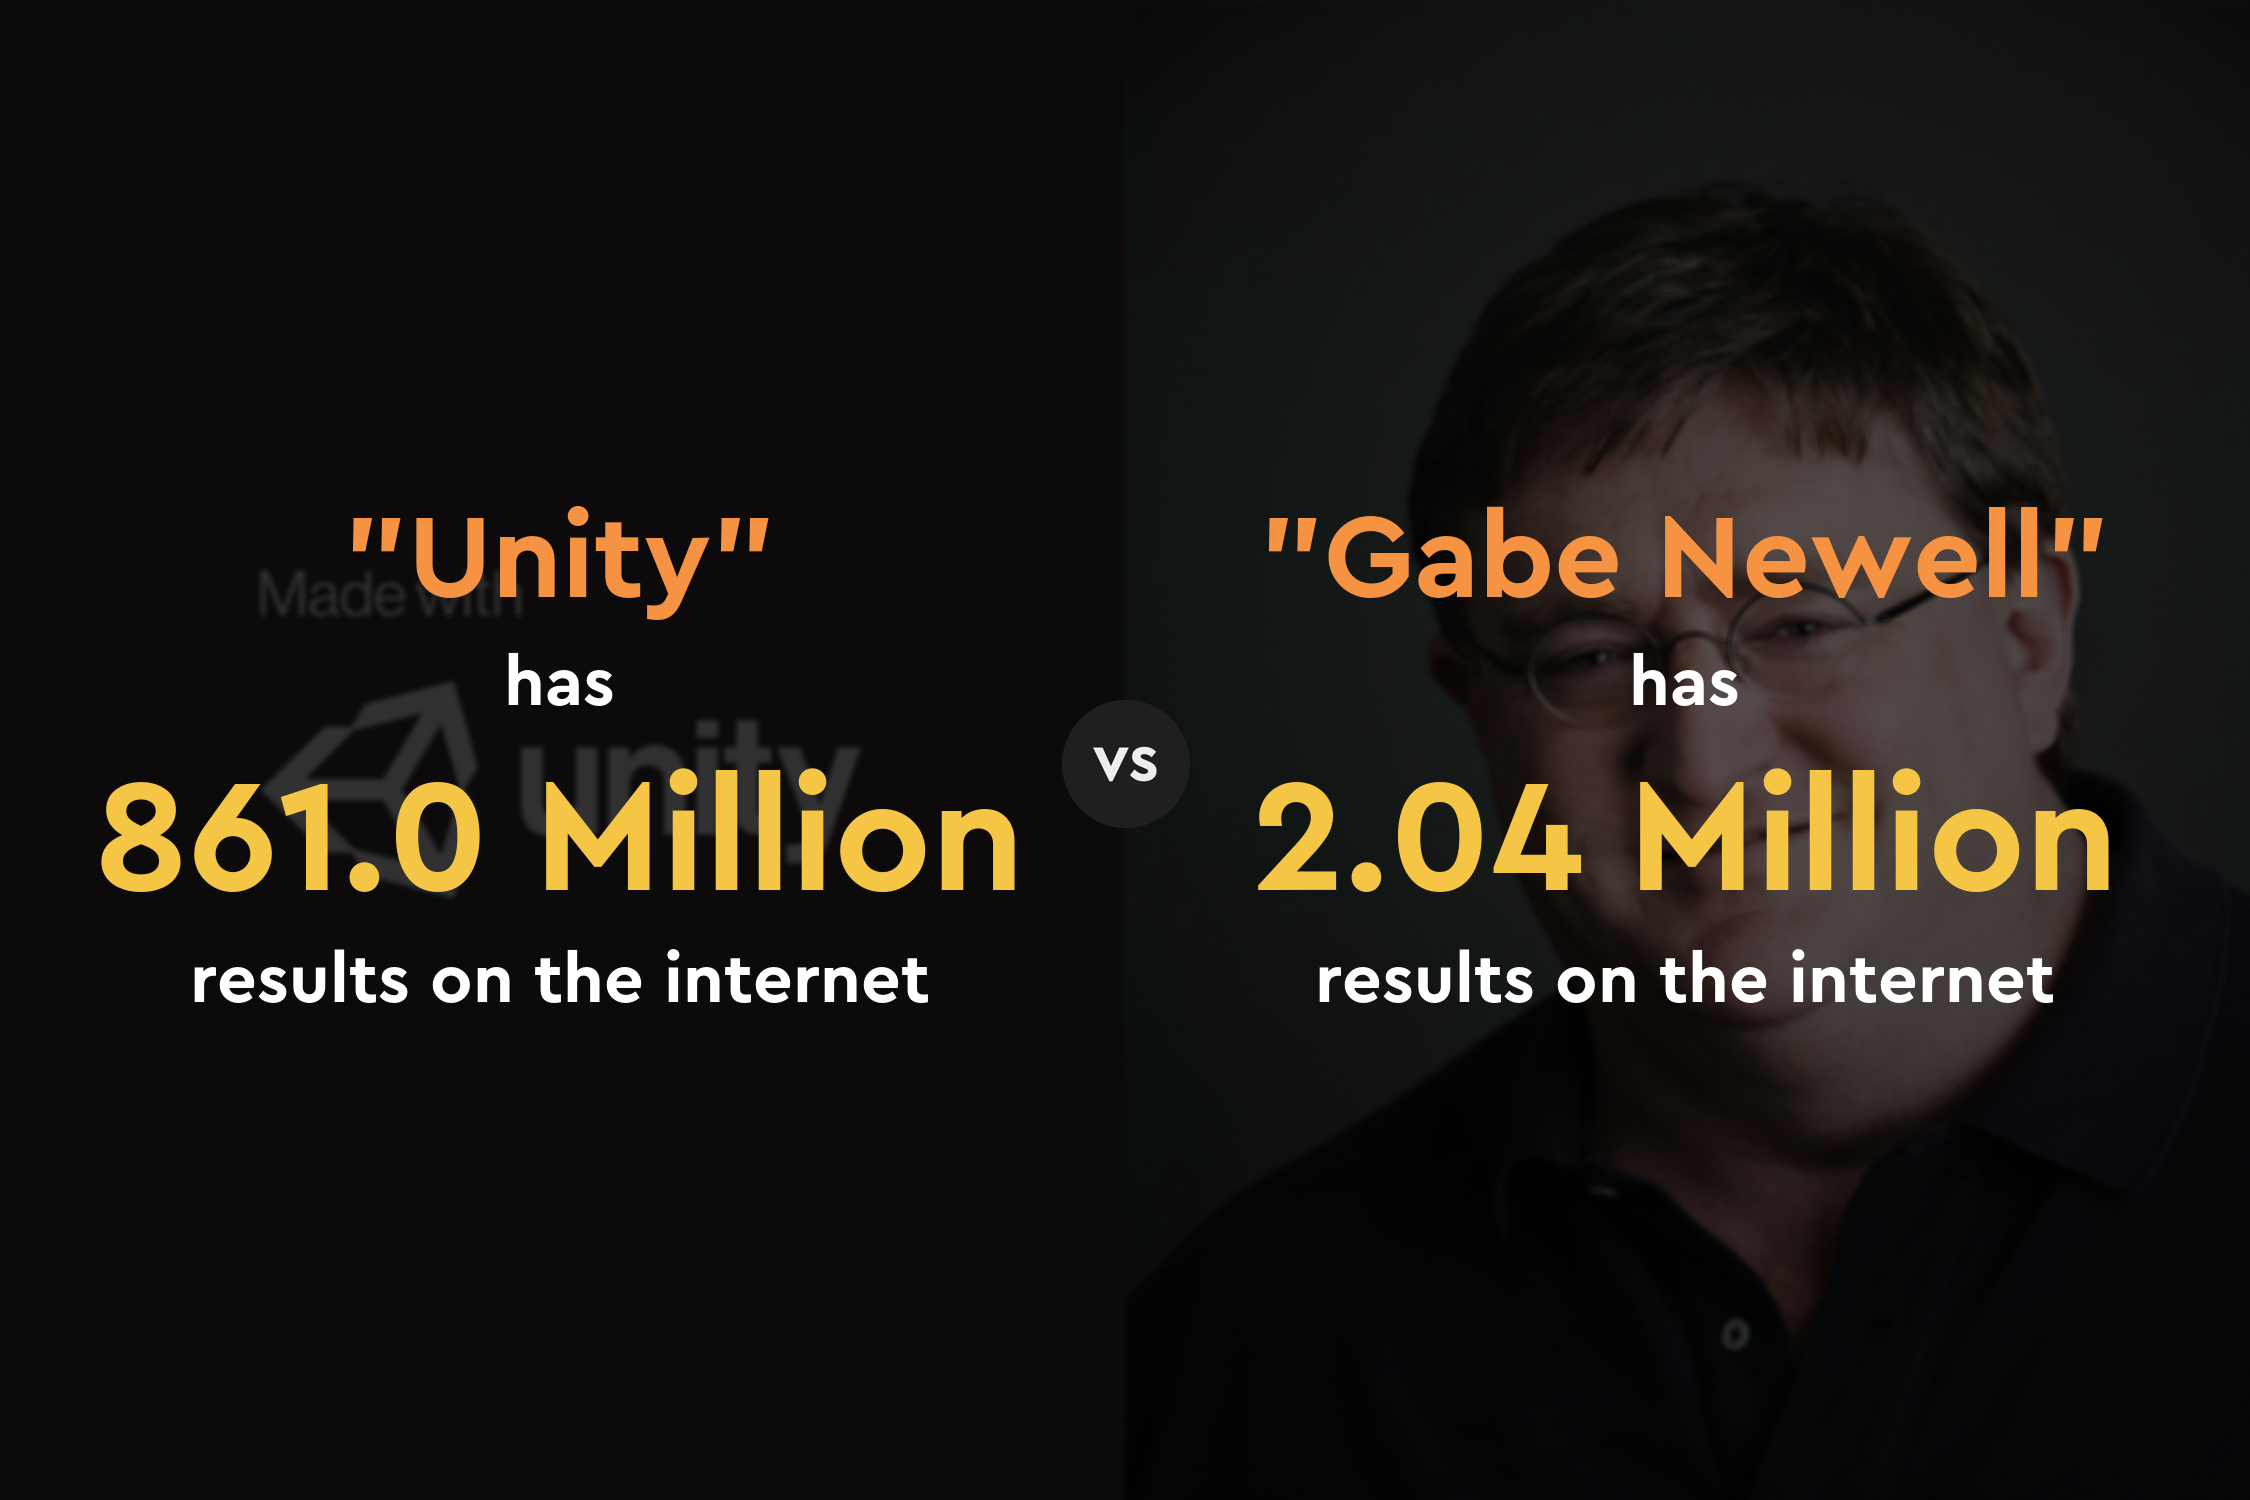 "Unity"
Made with
has
unity
861.0 Million
results on the internet
vs
"Gabe Newell"
has
2.04 Million
results on the internet